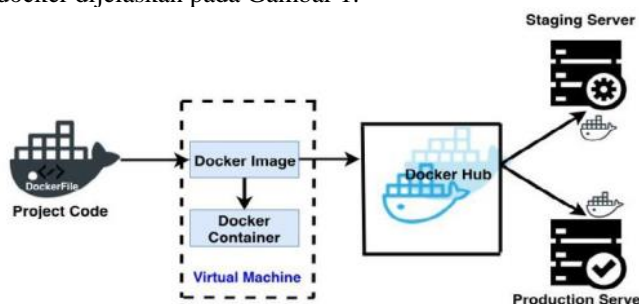 docker dijelaskan pada Gambar 1.
Staging Server
DockerFile
Project Code
Docker Image
Docker
Container
Virtual Machine
Docker Hub
Production Server